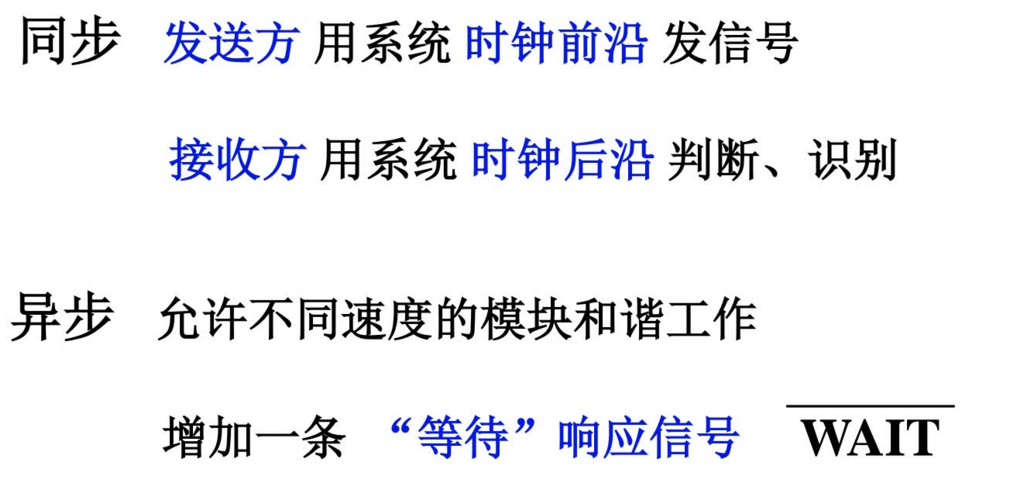 同步 发送方 用系统 时钟前沿 发信号
接收方 用系统 时钟后沿 判断、识别
异步 允许不同速度的模块和谐工作
增加一条 “等待”响应信号 WAIT